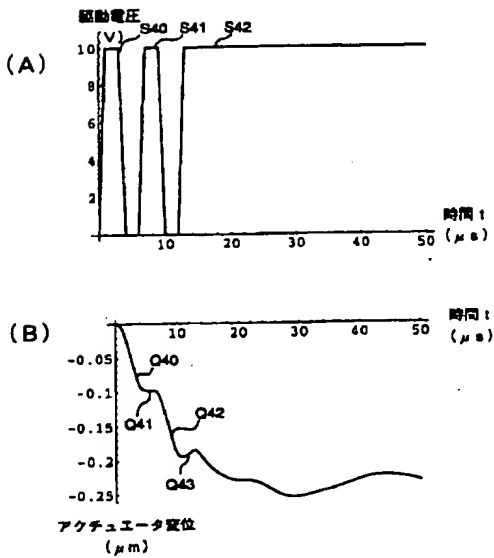 駆動電圧
(V)
S40 S41 S42
(A)
10
8
6
4
2
10 20 30 40 50
時間 t
(μs)
(B)
時間 t
(μs)
10 20 30 40 50
-0.05
-0.1
-0.15
-0.2
-0.25
Q40
Q41
Q42
Q43
アクチュエータ変位
(μm)